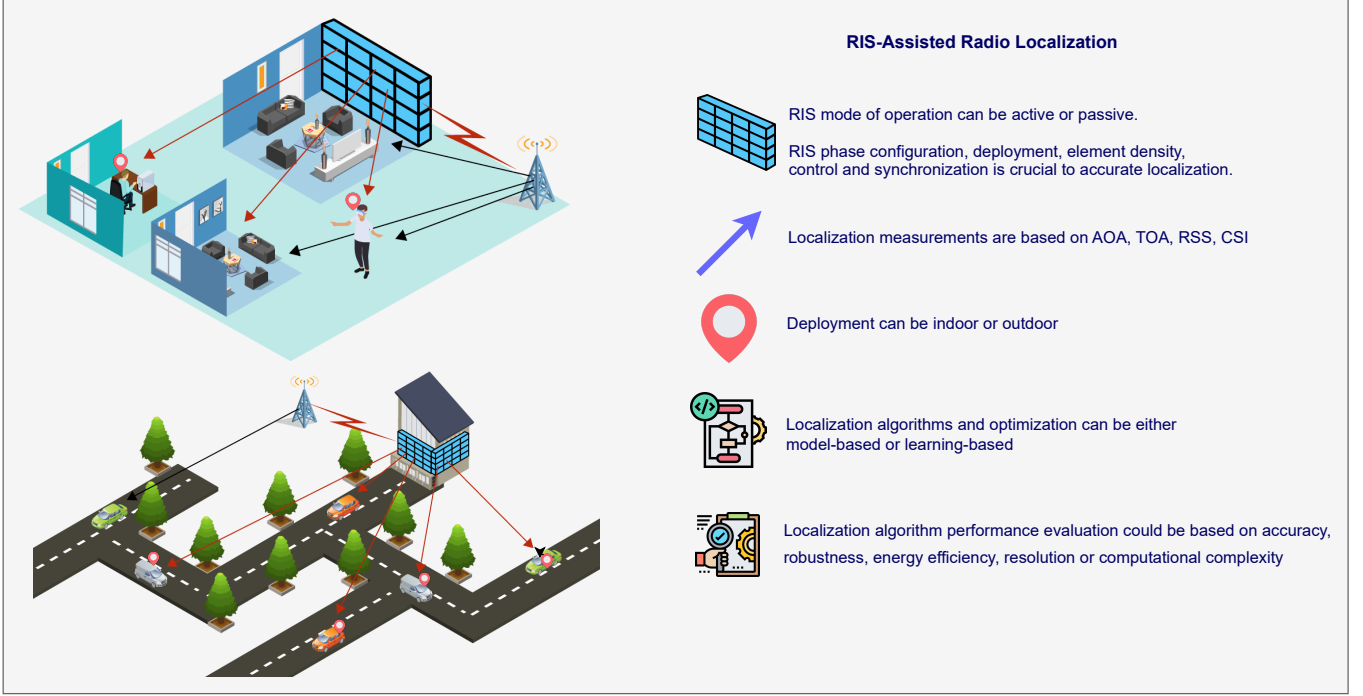 RIS-Assisted Radio Localization
RIS mode of operation can be active or passive.
RIS phase configuration, deployment, element density,
control and synchronization is crucial to accurate localization.
Localization measurements are based on AOA, TOA, RSS, CSI
Deployment can be indoor or outdoor
</>
Localization algorithms and optimization can be either
model-based or learning-based
Localization algorithm performance evaluation could be based on accuracy,
robustness, energy efficiency, resolution or computational complexity